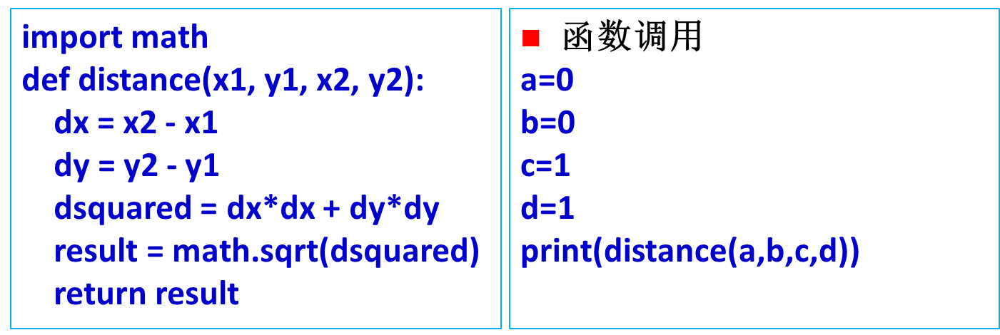 import math
def distance(x1, y1, x2, y2):
dx = x2 - x1
dy = y2 - y1
dsquared = dx*dx + dy*dy
result = math.sqrt(dsquared)
return result
函数调用
a=0
b=0
c=1
d=1
print(distance(a,b,c,d))